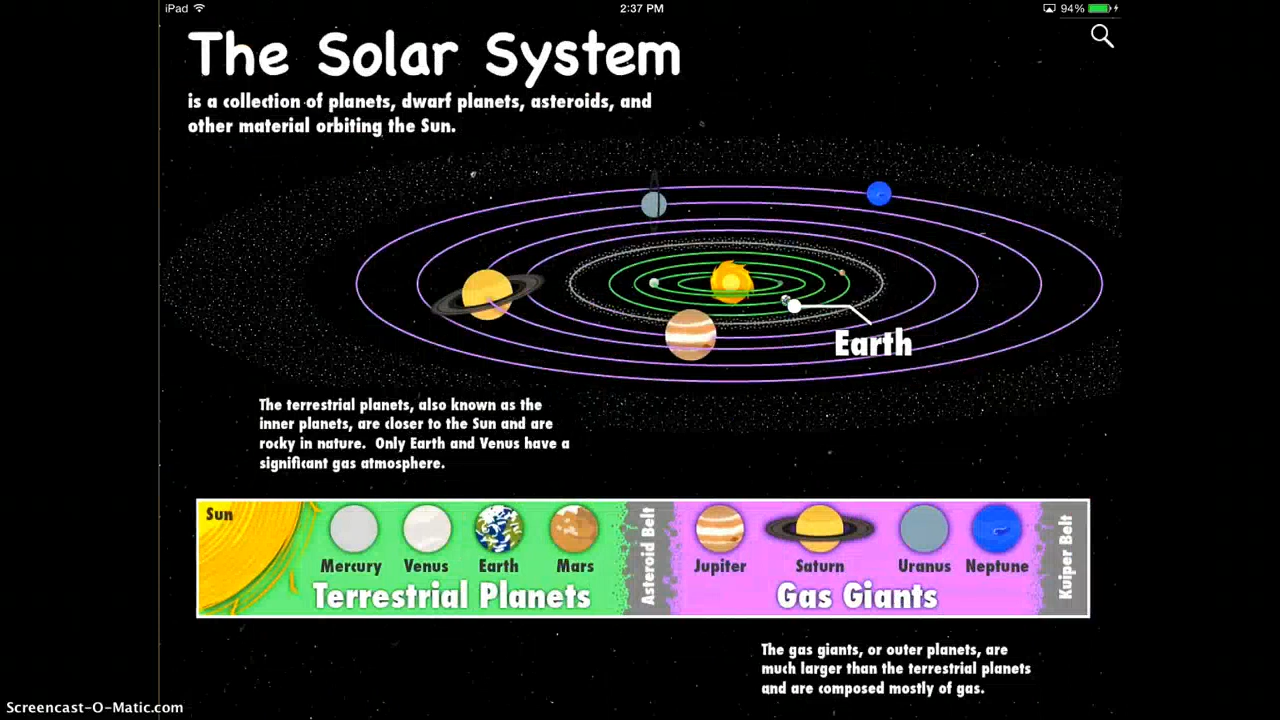 iPad
2:37 PM
94%
The Solar System
is a collection of planets, dwarf planets, asteroids, and
other material orbiting the Sun.
Earth
The terrestrial planets, also known as the
inner planets, are closer to the Sun and are
rocky in nature.  Only Earth and Venus have a
significant gas atmosphere.
Sun
Mercury
Venus
Earth
Mars
Terrestrial Planets
Asteroid Belt
Jupiter
Saturn
Uranus
Neptune
Gas Giants
Kuiper Belt
The gas giants, or outer planets, are
much larger than the terrestrial planets
and are composed mostly of gas.
Screencast-O-Matic.com